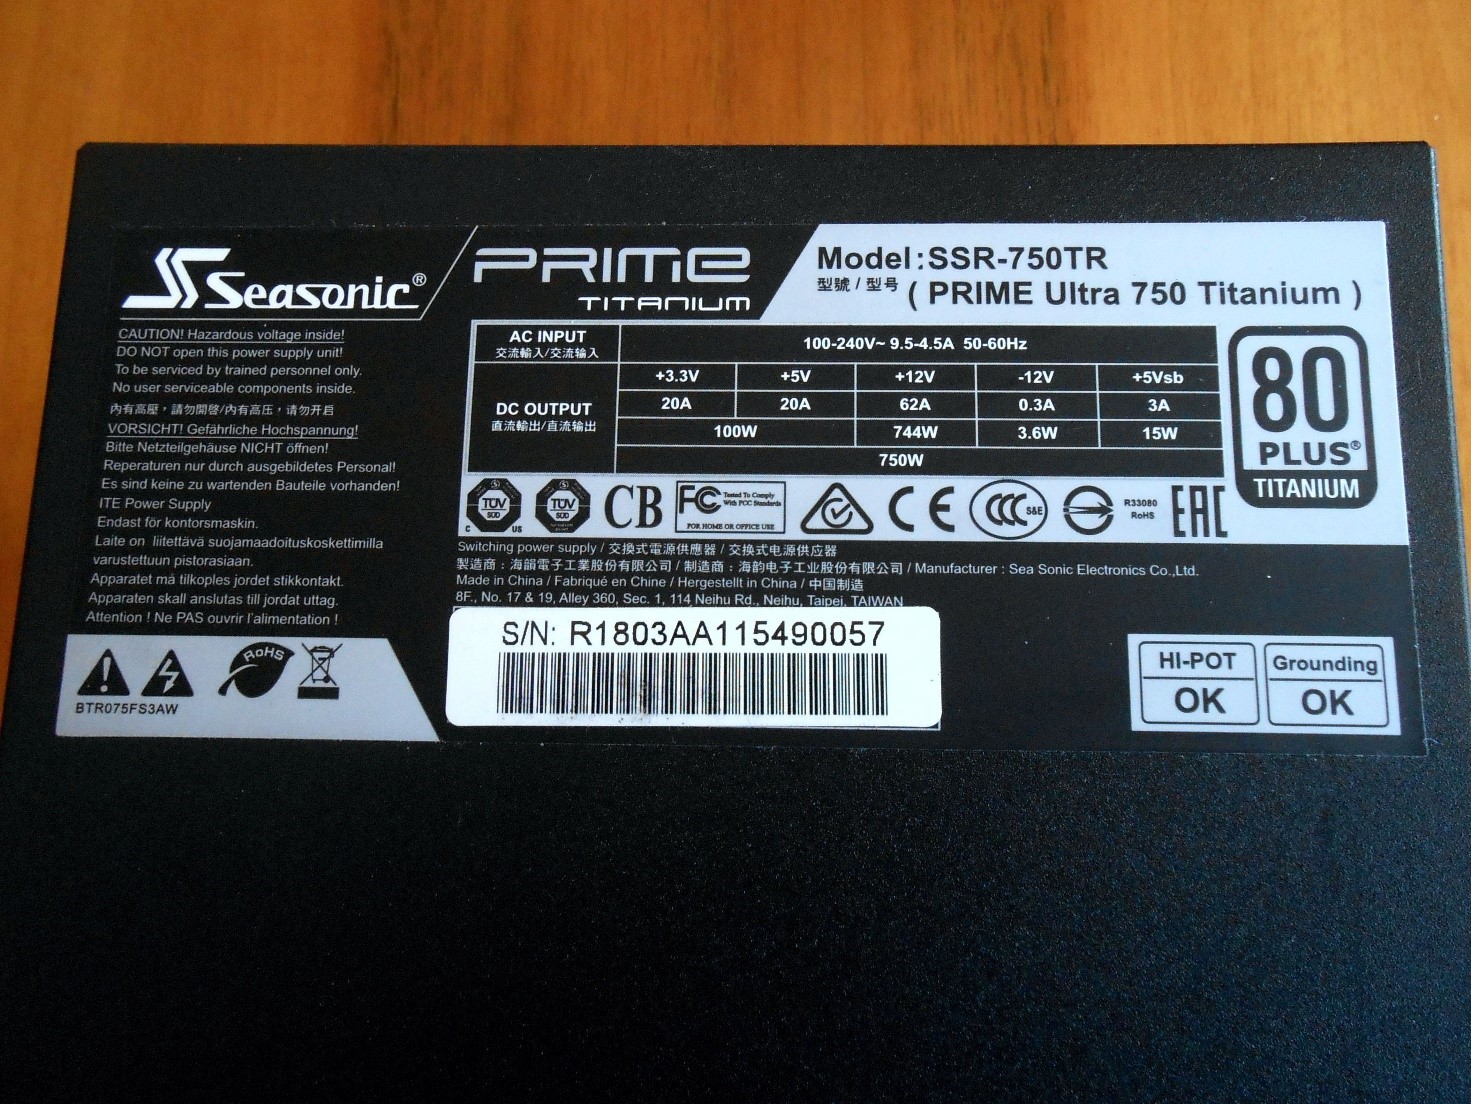 Seasonic®
PRIME
TITANIUM
Model:SSR-750TR
型號 / 型号 ( PRIME Ultra 750 Titanium )
CAUTION! Hazardous voltage inside!
DO NOT open this power supply unit!
To be serviced by trained personnel only.
No user serviceable components inside.
內有高壓，請勿開啓/内有高压，请勿开启
VORSICHT! Gefährliche Hochspannung!
Bitte Netzteilgehäuse NICHT öffnen!
Reperaturen nur durch ausgebildetes Personal!
Es sind keine zu wartenden Bauteile vorhanden!
ITE Power Supply
Endast för kontorsmaskin.
Laite on liitettävä suojamaadoituskoskettimilla
varustettuun pistorasiaan.
Apparatet må tilkoples jordet stikkontakt.
Apparaten skall anslutas till jordat uttag.
Attention ! Ne PAS ouvrir l'alimentation !
RoHS
BTR075FS3AW
AC INPUT
交流輸入/交流输入
100-240V~ 9.5-4.5A 50-60Hz
DC OUTPUT
直流輸出/直流输出
+3.3V +5V +12V -12V +5Vsb
20A 20A 62A 0.3A 3A
100W 744W 3.6W 15W
750W
80
PLUS®
TITANIUM
C TÜV SÜD US
TÜV SÜD
CB
FC Tested To Comply
With FCC Standards
FOR HOME OR OFFICE USE
CE
CCC S&E
R33080
RoHS
EAC
Switching power supply / 交換式電源供應器 / 交换式电源供应器
製造商：海韻電子工業股份有限公司 / 制造商：海韵电子工业股份有限公司 / Manufacturer : Sea Sonic Electronics Co.,Ltd.
Made in China / Fabriqué en Chine / Hergestellt in China / 中国制造
8F., No. 17 & 19, Alley 360, Sec. 1, 114 Neihu Rd., Neihu, Taipei, TAIWAN
S/N: R1803AA115490057
HI-POT
OK
Grounding
OK